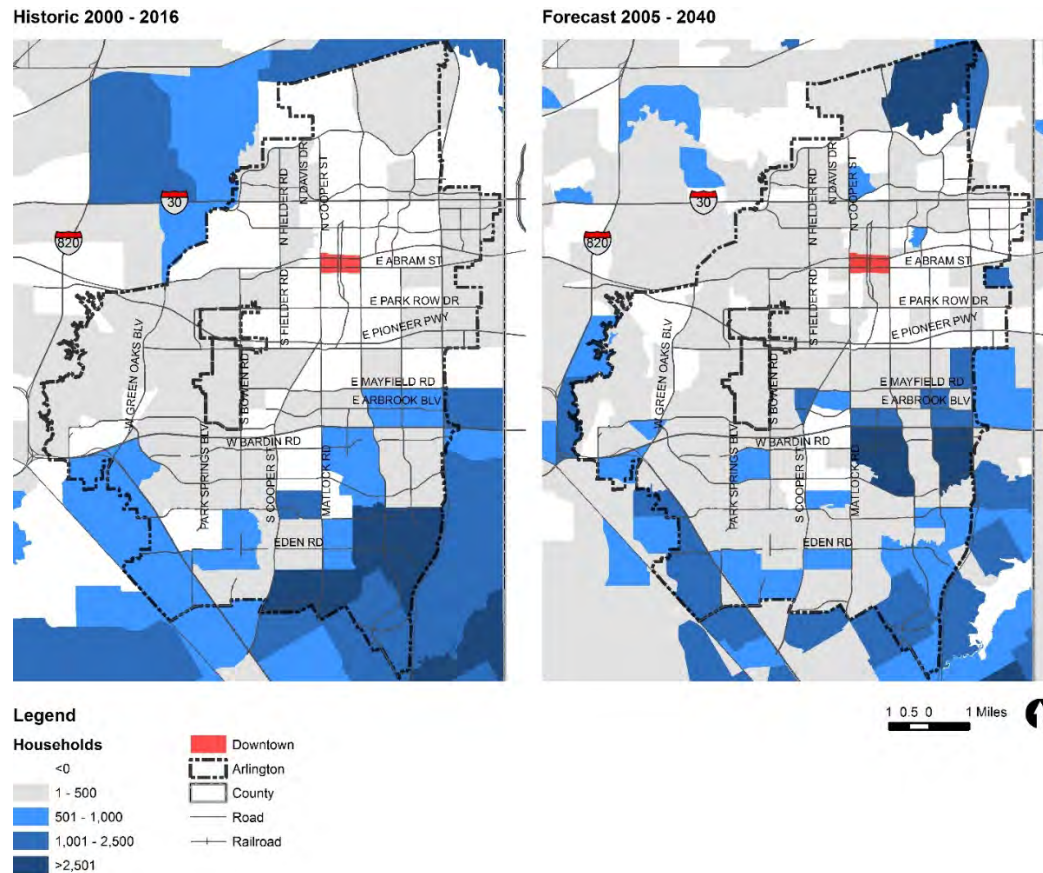 Historic 2000 - 2016
Forecast 2005 - 2040
30
820
N FIELDER RD
N DAVIS DR
N COOPER ST
E ABRAM ST
E PARK ROW DR
E PIONEER PWY
S FIELDER RD
W GREEN OAKS BLV
S BOWEN RD
E MAYFIELD RD
E ARBROOK BLV
W BARDIN RD
PARK SPRINGS BLV
S COOPER ST
MATLOCK RD
EDEN RD
30
820
N FIELDER RD
N DAVIS DR
N COOPER ST
E ABRAM ST
E PARK ROW DR
E PIONEER PWY
S FIELDER RD
W GREEN OAKS BLV
S BOWEN RD
E MAYFIELD RD
E ARBROOK BLV
W BARDIN RD
PARK SPRINGS BLV
S COOPER ST
MATLOCK RD
EDEN RD
1 0.5 0 1 Miles
Legend
Households
<0
1 - 500
501 - 1,000
1,001 - 2,500
>2,501
Downtown
Arlington
County
Road
Railroad